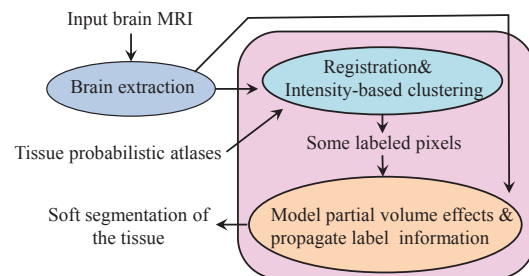 Input brain MRI
Brain extraction
Registration&
Intensity-based clustering
Tissue probabilistic atlases
Some labeled pixels
Model partial volume effects &
propagate label information
Soft segmentation of
the tissue